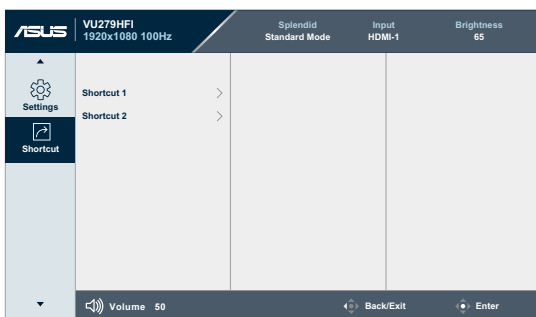 ASUS
VU279HFI
1920x1080 100Hz
Splendid
Standard Mode
Input
HDMI-1
Brightness
65
Settings
Shortcut
Shortcut 1
Shortcut 2
Volume 50
Back/Exit
Enter